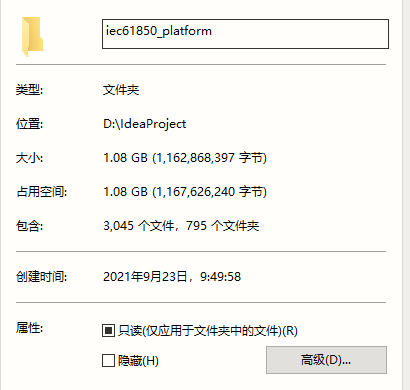 iec61850_platform
类型: 文件夹
位置: D:\IdeaProject
大小: 1.08 GB (1,162,868,397 字节)
占用空间: 1.08 GB (1,167,626,240 字节)
包含: 3,045 个文件，795 个文件夹
创建时间: 2021年9月23日，9:49:58
属性: 只读(仅应用于文件夹中的文件)(R)
隐藏(H) 高级(D)...